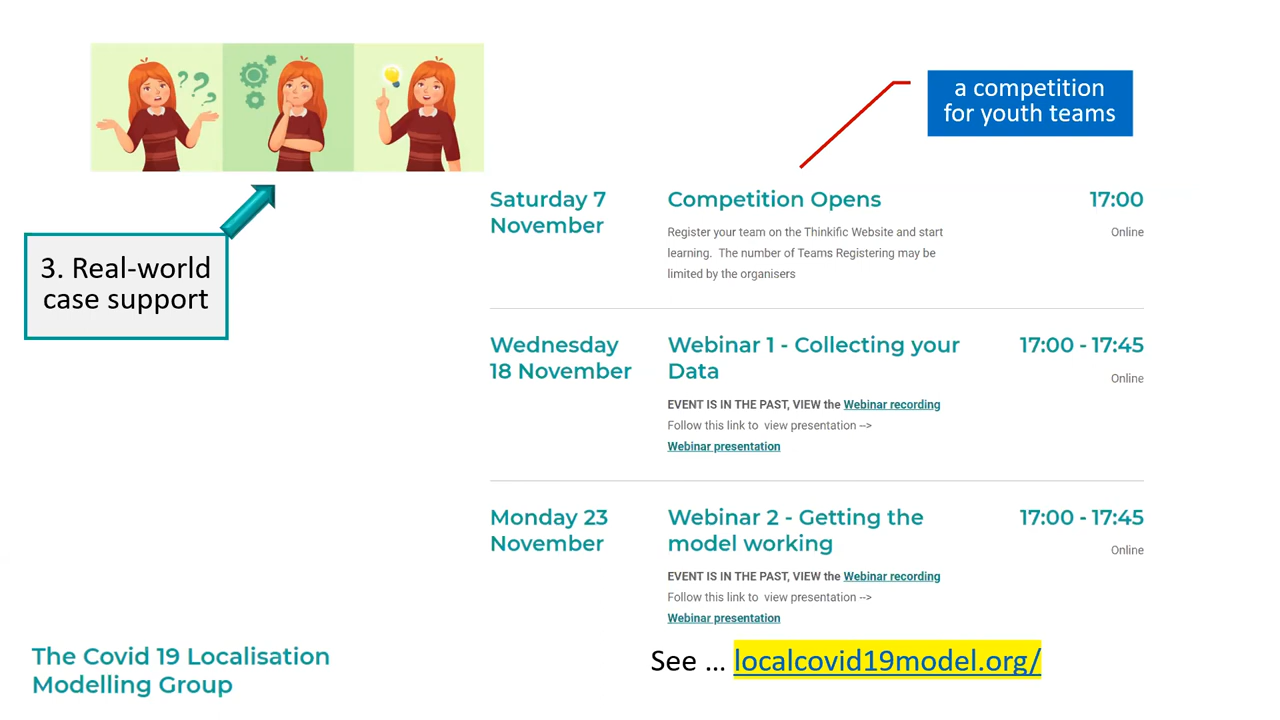 a competition
for youth teams
3. Real-world
case support
Saturday 7
November
Competition Opens
17:00
Register your team on the Thinkific Website and start
learning. The number of Teams Registering may be
limited by the organisers
Online
Wednesday
18 November
Webinar 1 - Collecting your
Data
17:00 - 17:45
Online
EVENT IS IN THE PAST, VIEW the Webinar recording
Follow this link to view presentation -->
Webinar presentation
Monday 23
November
Webinar 2 - Getting the
model working
17:00 - 17:45
Online
EVENT IS IN THE PAST, VIEW the Webinar recording
Follow this link to view presentation -->
Webinar presentation
The Covid 19 Localisation
Modelling Group
See ... localcovid19model.org/